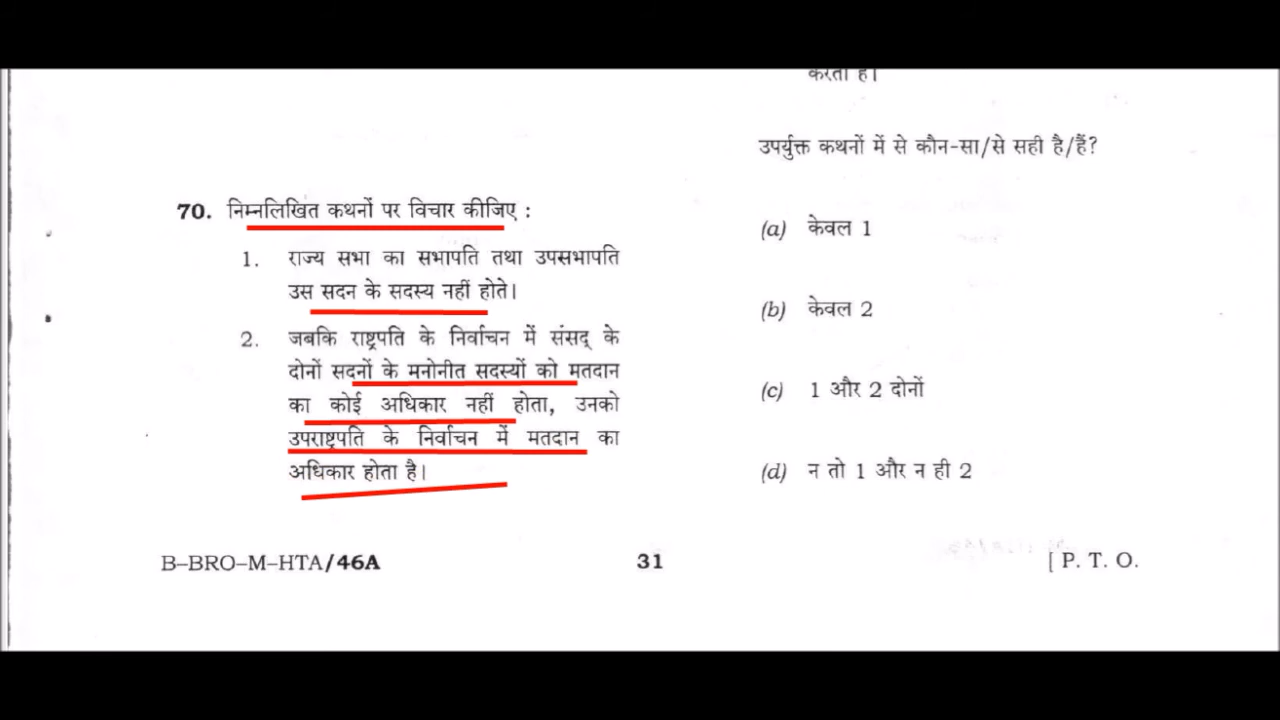 करता है।
उपर्युक्त कथनों में से कौन-सा/से सही है/हैं?
70. निम्नलिखित कथनों पर विचार कीजिए :
1. राज्य सभा का सभापति तथा उपसभापति
उस सदन के सदस्य नहीं होते।
2. जबकि राष्ट्रपति के निर्वाचन में संसद् के
दोनों सदनों के मनोनीत सदस्यों को मतदान
का कोई अधिकार नहीं होता, उनको
उपराष्ट्रपति के निर्वाचन में मतदान का
अधिकार होता है।
(a) केवल 1
(b) केवल 2
(c) 1 और 2 दोनों
(d) न तो 1 और न ही 2
B–BRO–M–HTA/46A
31
[ P. T. O.